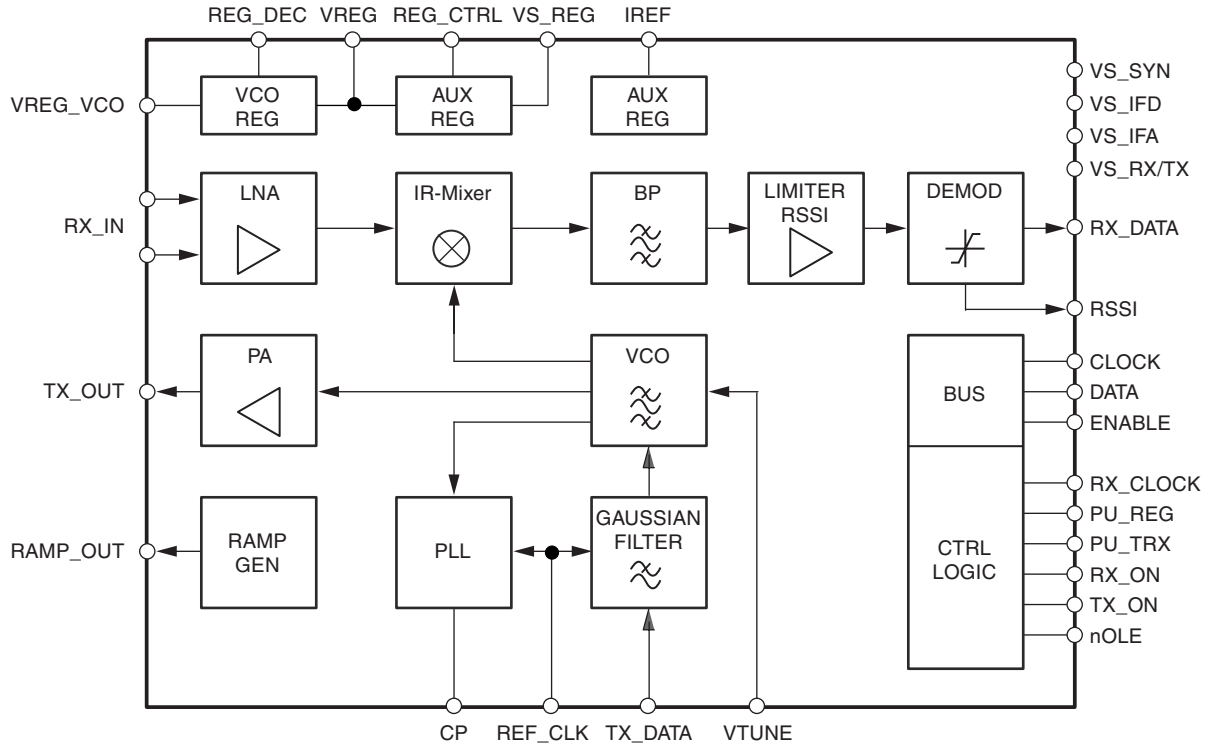 REG_DEC VREG REG_CTRL VS_REG IREF
VREG_VCO
VCO
REG
AUX
REG
AUX
REG
VS_SYN
VS_IFD
VS_IFA
VS_RX/TX
RX_IN
LNA
IR-Mixer
BP
LIMITER
RSSI
DEMOD
RX_DATA
RSSI
TX_OUT
PA
VCO
BUS
CLOCK
DATA
ENABLE
RAMP_OUT
RAMP
GEN
PLL
GAUSSIAN
FILTER
CTRL
LOGIC
RX_CLOCK
PU_REG
PU_TRX
RX_ON
TX_ON
nOLE
CP REF_CLK TX_DATA VTUNE